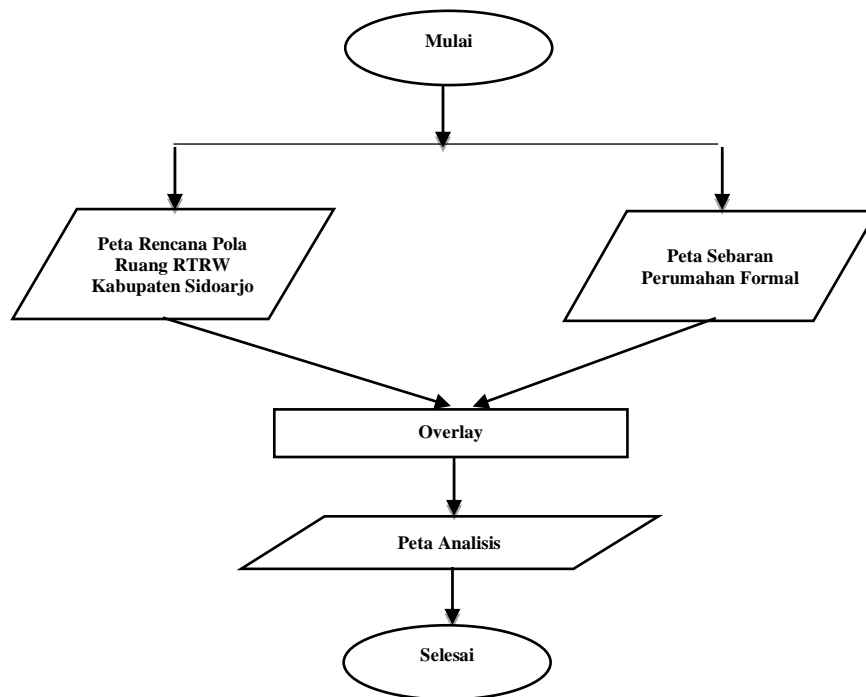 Mulai
Peta Rencana Pola
Ruang RTRW
Kabupaten Sidoarjo
Peta Sebaran
Perumahan Formal
Overlay
Peta Analisis
Selesai